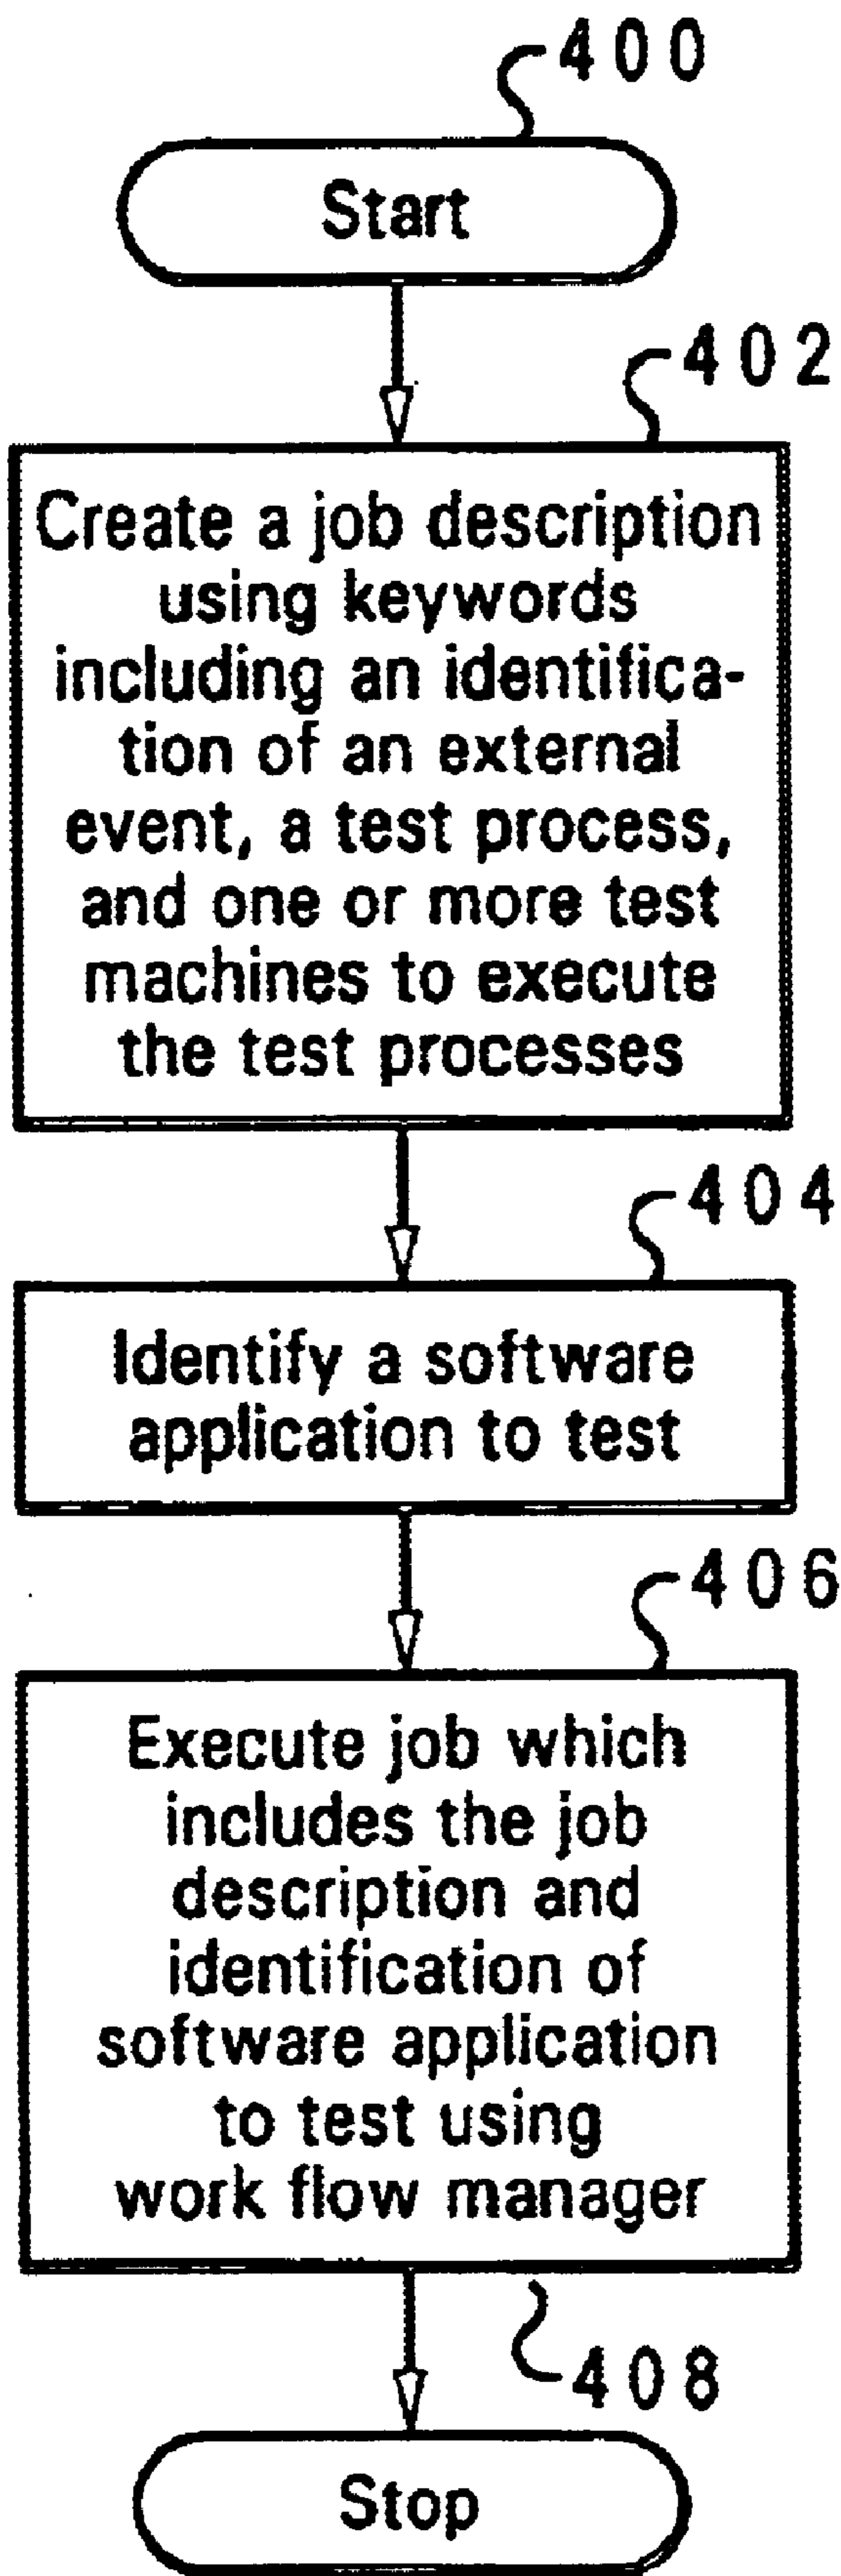 400
Start
402
Create a job description
using keywords
including an identifica-
tion of an external
event, a test process,
and one or more test
machines to execute
the test processes
404
Identify a software
application to test
406
Execute job which
includes the job
description and
identification of
software application
to test using
work flow manager
408
Stop